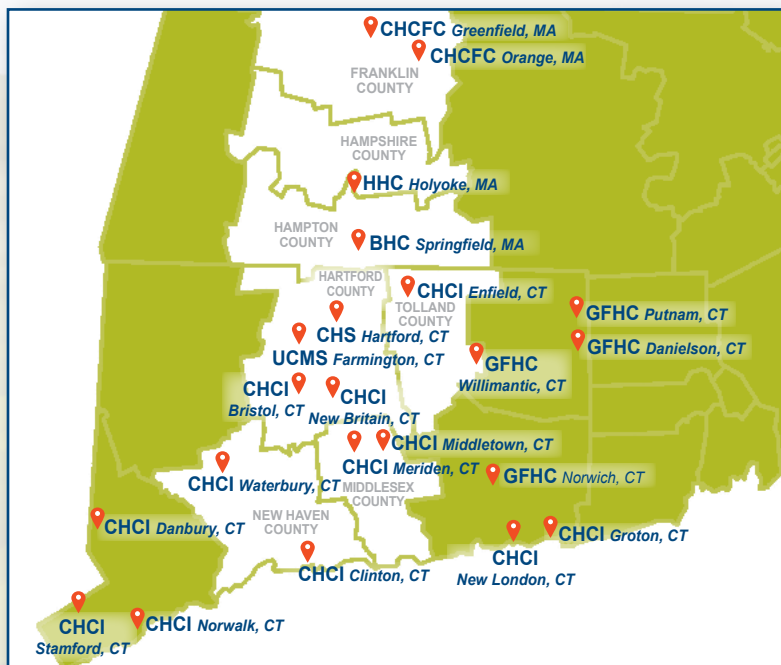 CHCFC Greenfield, MA
CHCFC Orange, MA
FRANKLIN
COUNTY
HAMPSHIRE
COUNTY
HHC Holyoke, MA
HAMPTON
COUNTY
BHC Springfield, MA
HARTFORD
COUNTY
CHCI Enfield, CT
TOLLAND
COUNTY
GFHC Putnam, CT
CHS Hartford, CT
UCMS Farmington, CT
GFHC Danielson, CT
GFHC
Willimantic, CT
CHCI
Bristol, CT
CHCI
New Britain, CT
CHCI Middletown, CT
CHCI Meriden, CT
CHCI Waterbury, CT
MIDDLESEX
COUNTY
GFHC Norwich, CT
NEW HAVEN
COUNTY
CHCI Danbury, CT
CHCI Groton, CT
CHCI
New London, CT
CHCI Clinton, CT
CHCI
Stamford, CT
CHCI Norwalk, CT